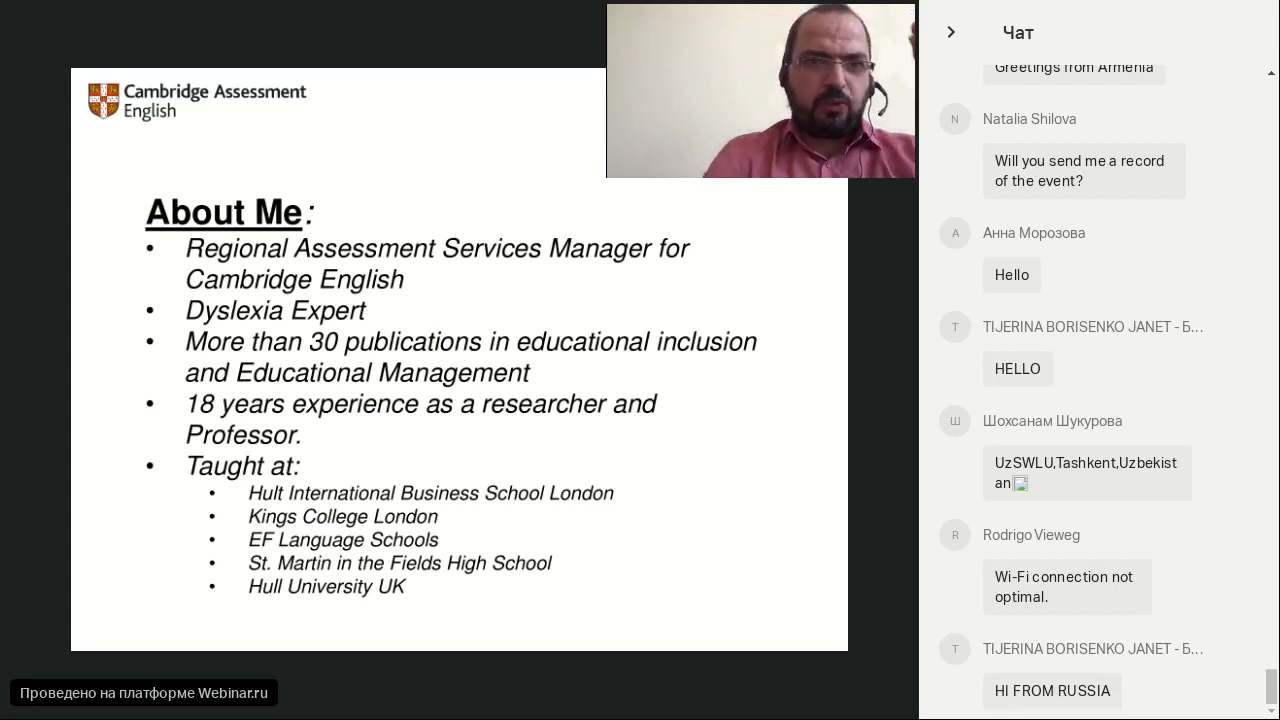 Cambridge Assessment
English
About Me:
• Regional Assessment Services Manager for
Cambridge English
• Dyslexia Expert
• More than 30 publications in educational inclusion
and Educational Management
• 18 years experience as a researcher and
Professor.
• Taught at:
• Hult International Business School London
• Kings College London
• EF Language Schools
• St. Martin in the Fields High School
• Hull University UK
Проведено на платформе Webinar.ru
Чат
Greetings from Armenia
N
Natalia Shilova
Will you send me a record
of the event?
А
Анна Морозова
Hello
T
TIJERINA BORISENKO JANET - Б...
HELLO
Ш
Шохсанам Шукурова
UzSWLU,Tashkent,Uzbekist
an
R
Rodrigo Vieweg
Wi-Fi connection not
optimal.
T
TIJERINA BORISENKO JANET - Б...
HI FROM RUSSIA